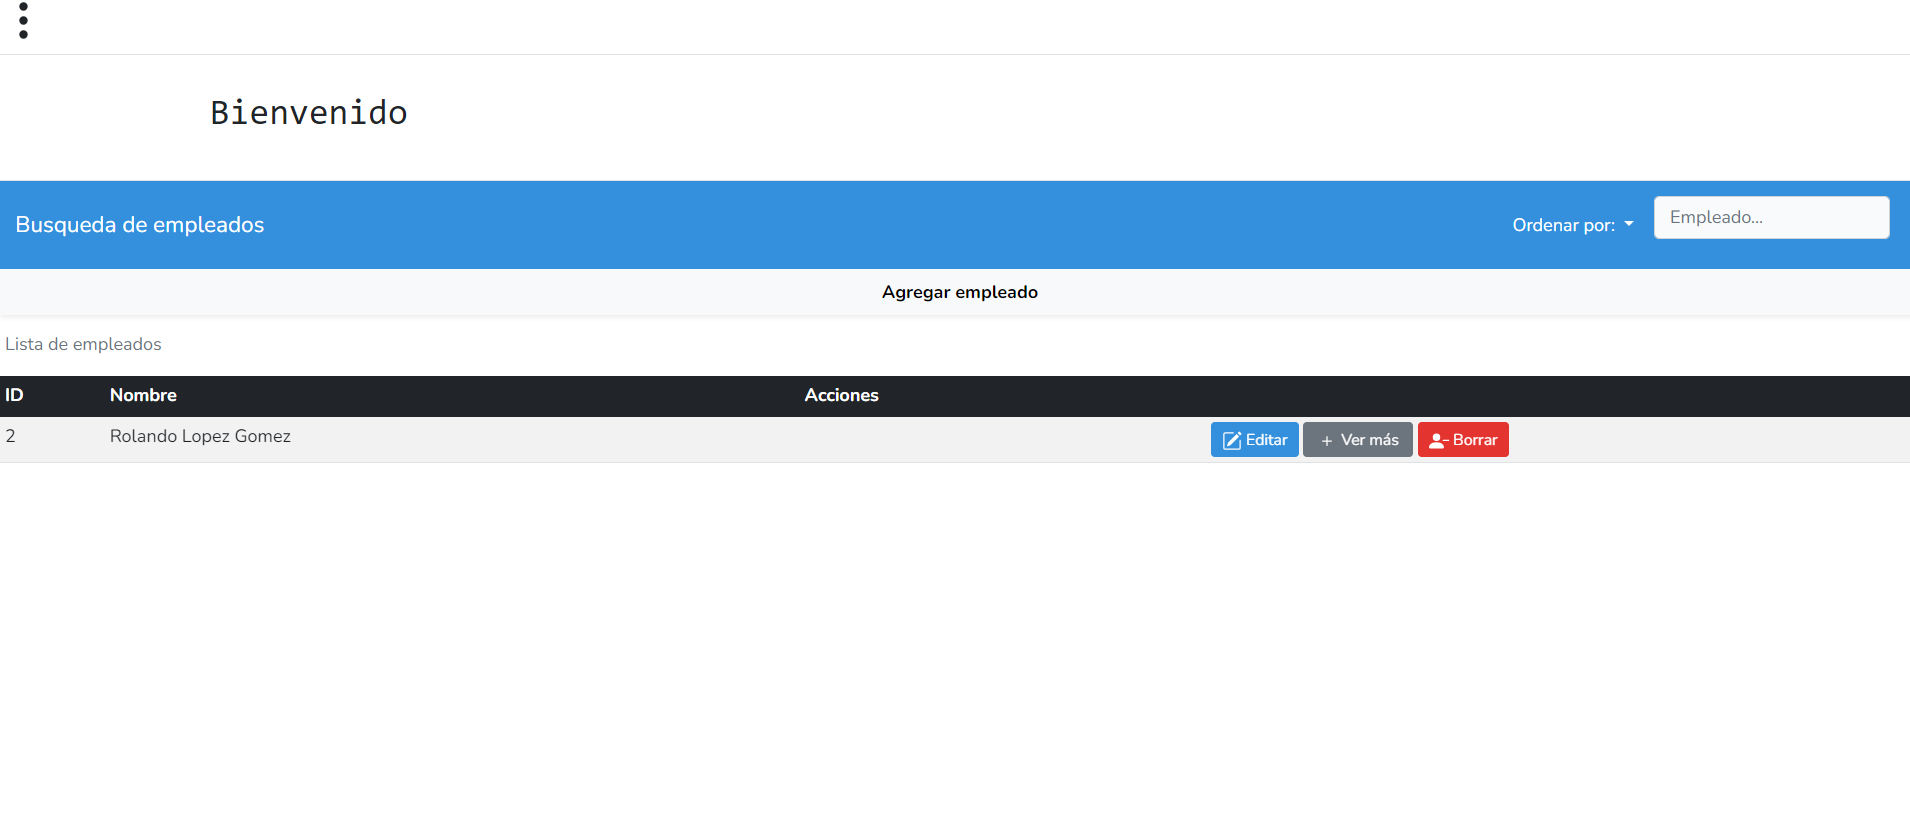 Bienvenido
Busqueda de empleados
Ordenar por:
Empleado...
Agregar empleado
Lista de empleados
ID Nombre Acciones
2 Rolando Lopez Gomez Editar + Ver más Borrar